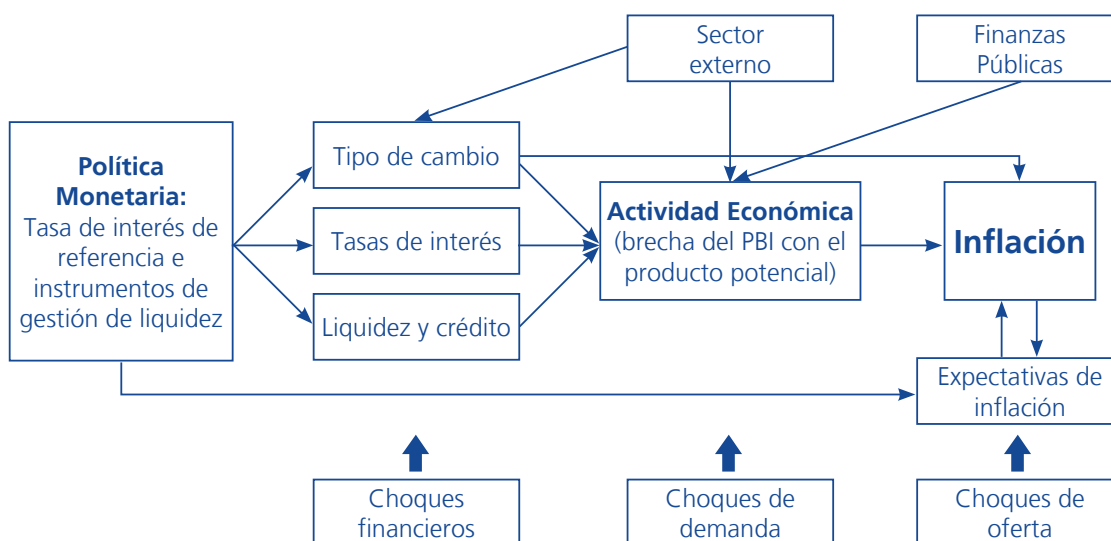 Sector
externo
Finanzas
Públicas
Política
Monetaria:
Tasa de interés de
referencia e
instrumentos de
gestión de liquidez
Tipo de cambio
Tasas de interés
Liquidez y crédito
Actividad Económica
(brecha del PBI con el
producto potencial)
Inflación
Expectativas de
inflación
Choques
financieros
Choques de
demanda
Choques de
oferta